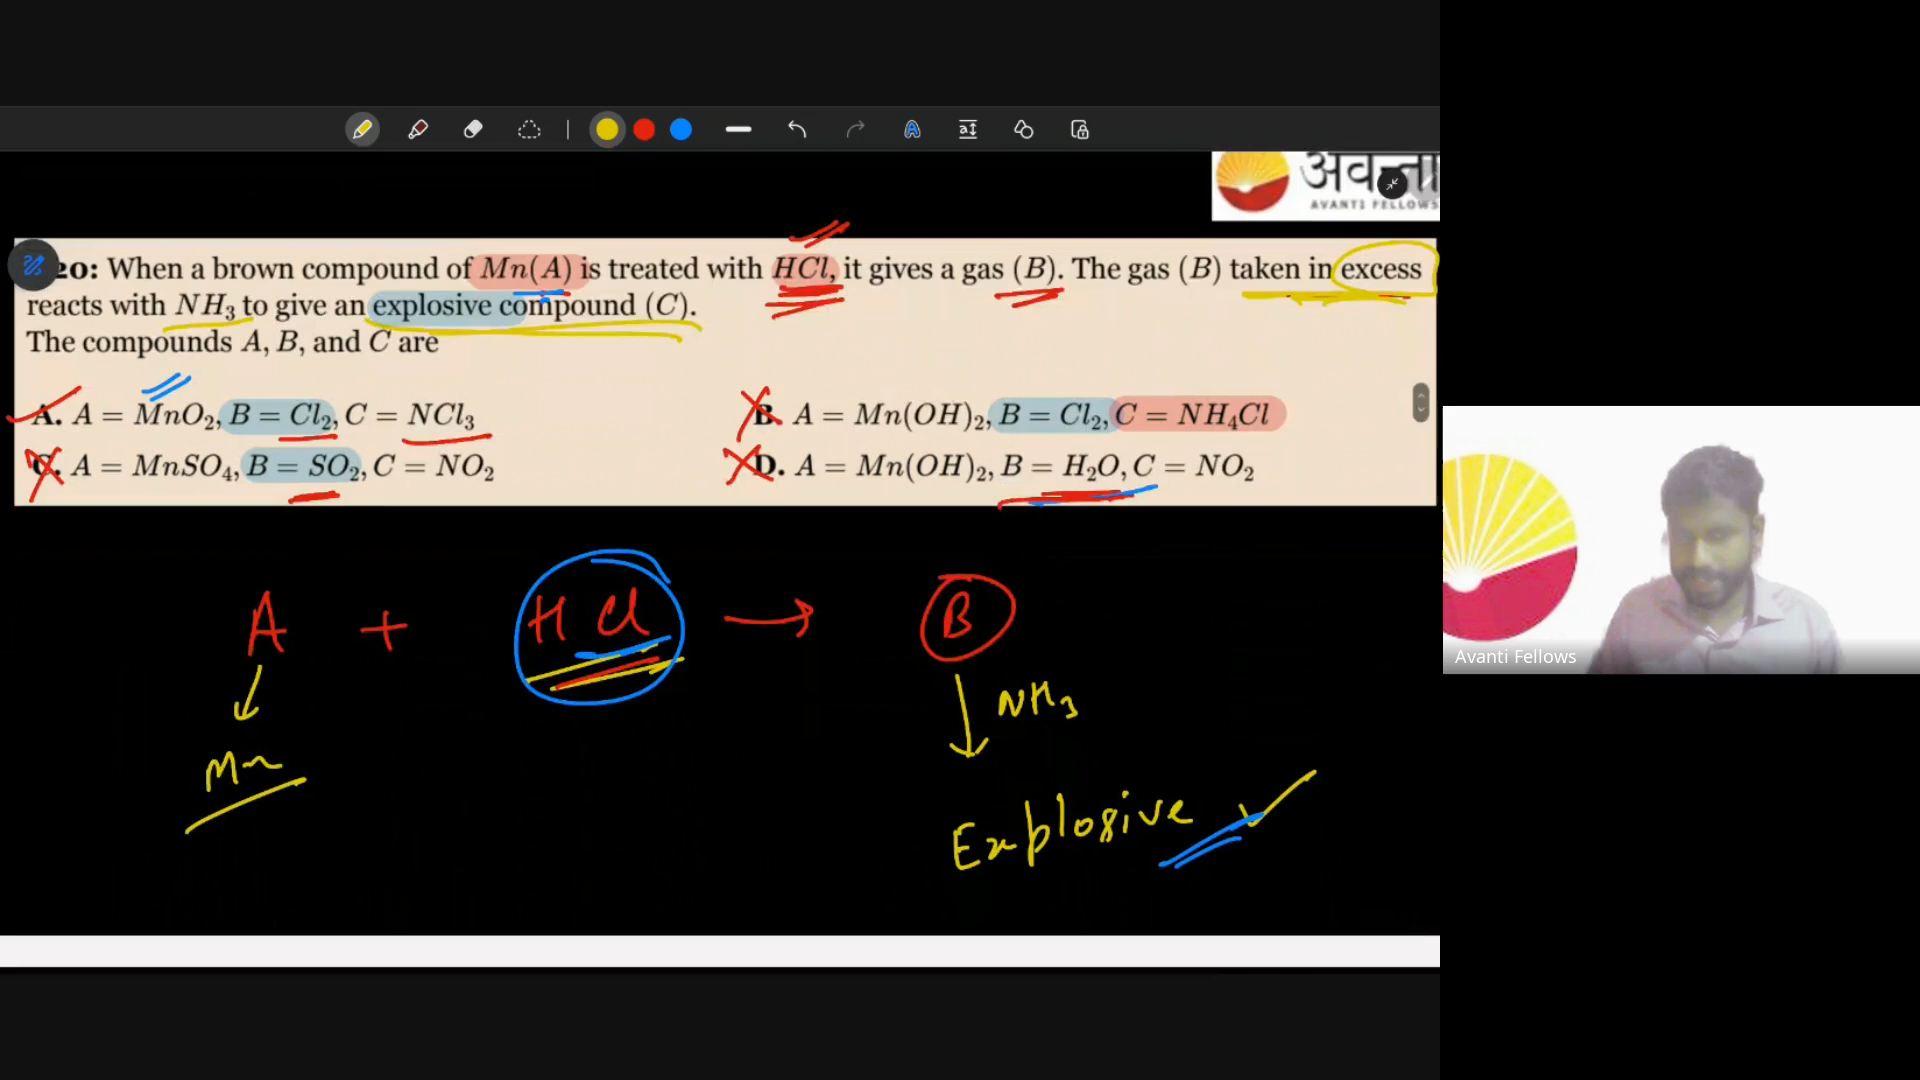 अवन्ती
AVANTI FELLOWS
20: When a brown compound of Mn(A) is treated with HCl, it gives a gas (B). The gas (B) taken in excess
reacts with NH₃ to give an explosive compound (C).
The compounds A, B, and C are
A. A = MnO₂, B = Cl₂, C = NCl₃
B. A = Mn(OH)₂, B = Cl₂, C = NH₄Cl
C. A = MnSO₄, B = SO₂, C = NO₂
D. A = Mn(OH)₂, B = H₂O, C = NO₂
A + HCl → B
Mn
NH₃
Explosive
Avanti Fellows